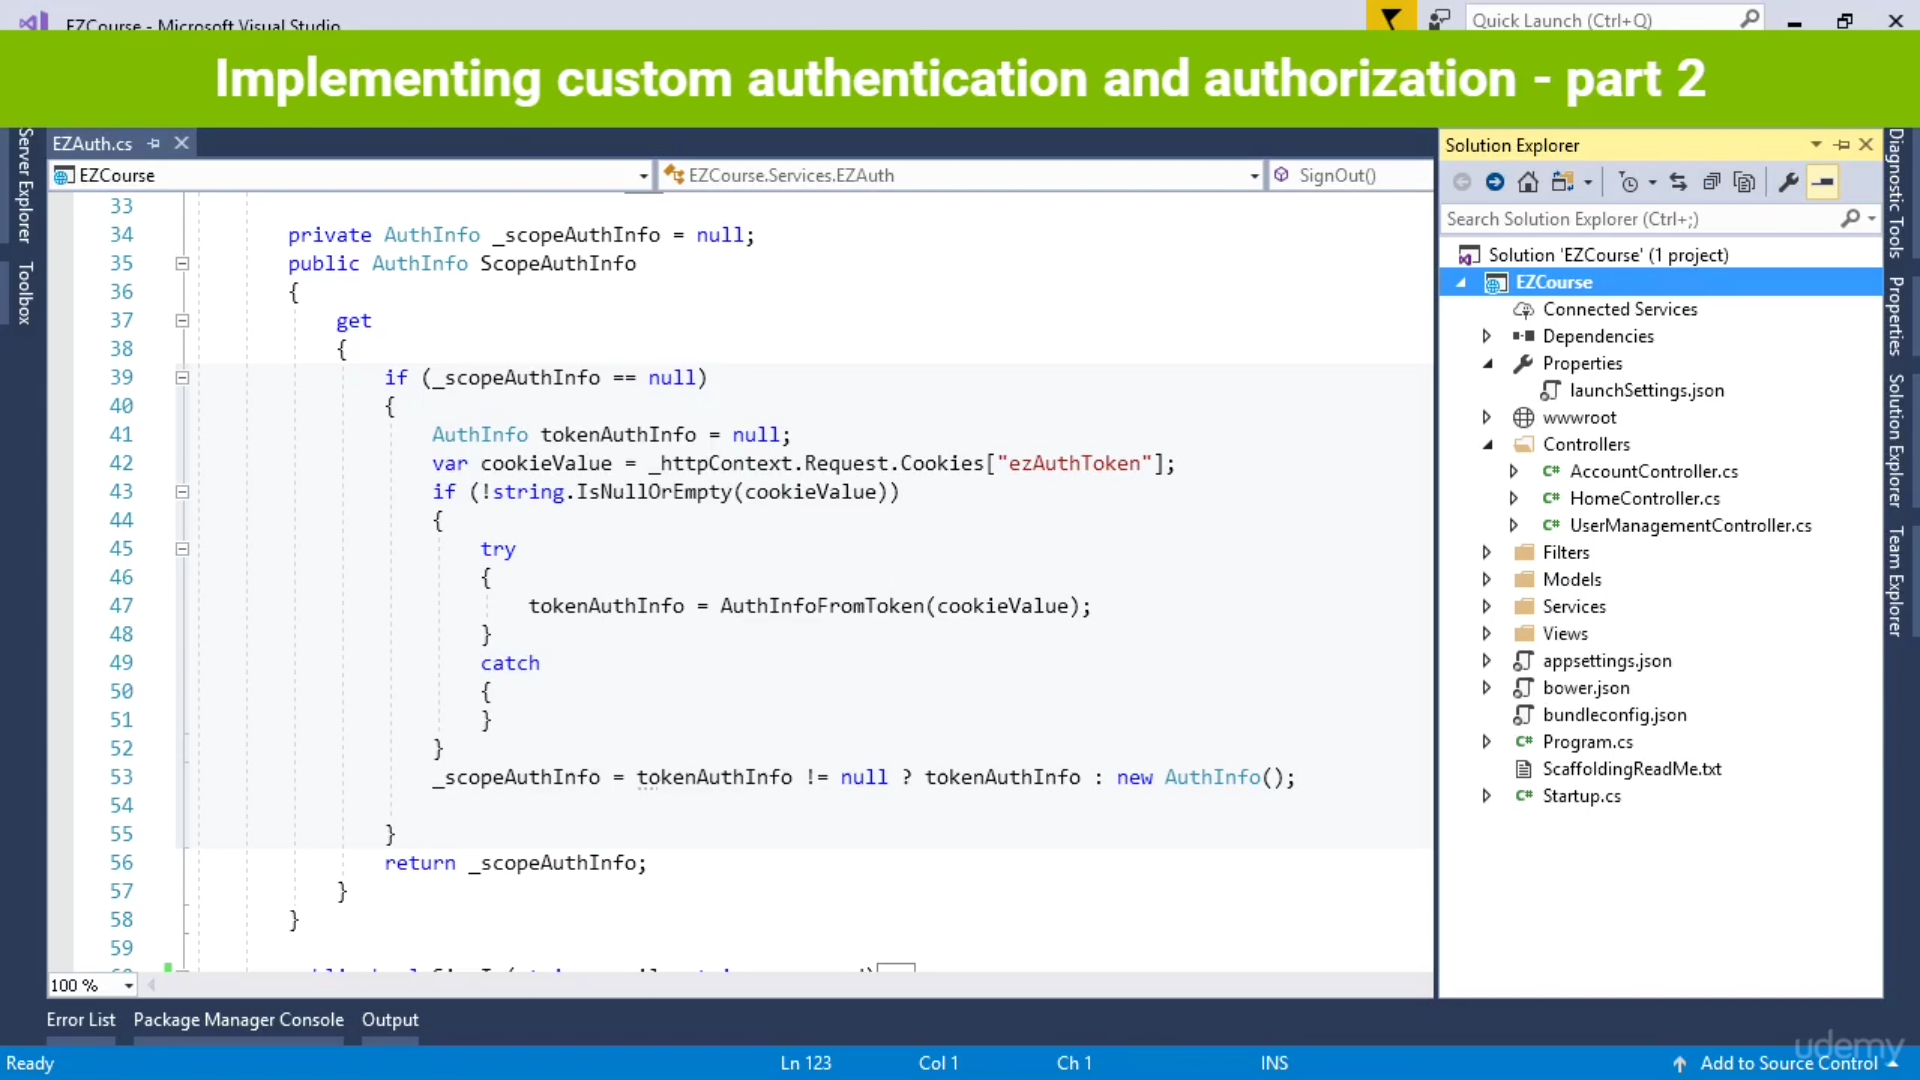 EZCourse - Microsoft Visual Studio
Quick Launch (Ctrl+Q)
Implementing custom authentication and authorization - part 2
Server Explorer
Toolbox
EZAuth.cs
EZCourse
EZCourse.Services.EZAuth
SignOut()
33
34 private AuthInfo _scopeAuthInfo = null;
35 public AuthInfo ScopeAuthInfo
36 {
37 get
38 {
39 if (_scopeAuthInfo == null)
40 {
41 AuthInfo tokenAuthInfo = null;
42 var cookieValue = _httpContext.Request.Cookies["ezAuthToken"];
43 if (!string.IsNullOrEmpty(cookieValue))
44 {
45 try
46 {
47 tokenAuthInfo = AuthInfoFromToken(cookieValue);
48 }
49 catch
50 {
51 }
52 }
53 _scopeAuthInfo = tokenAuthInfo != null ? tokenAuthInfo : new AuthInfo();
54
55 }
56 return _scopeAuthInfo;
57 }
58 }
59
100 %
Solution Explorer
Search Solution Explorer (Ctrl+;)
Solution 'EZCourse' (1 project)
EZCourse
Connected Services
Dependencies
Properties
launchSettings.json
wwwroot
Controllers
C# AccountController.cs
C# HomeController.cs
C# UserManagementController.cs
Filters
Models
Services
Views
appsettings.json
bower.json
bundleconfig.json
C# Program.cs
ScaffoldingReadMe.txt
C# Startup.cs
Diagnostic Tools
Properties
Solution Explorer
Team Explorer
Error List
Package Manager Console
Output
Ready
Ln 123
Col 1
Ch 1
INS
Add to Source Control
udemy